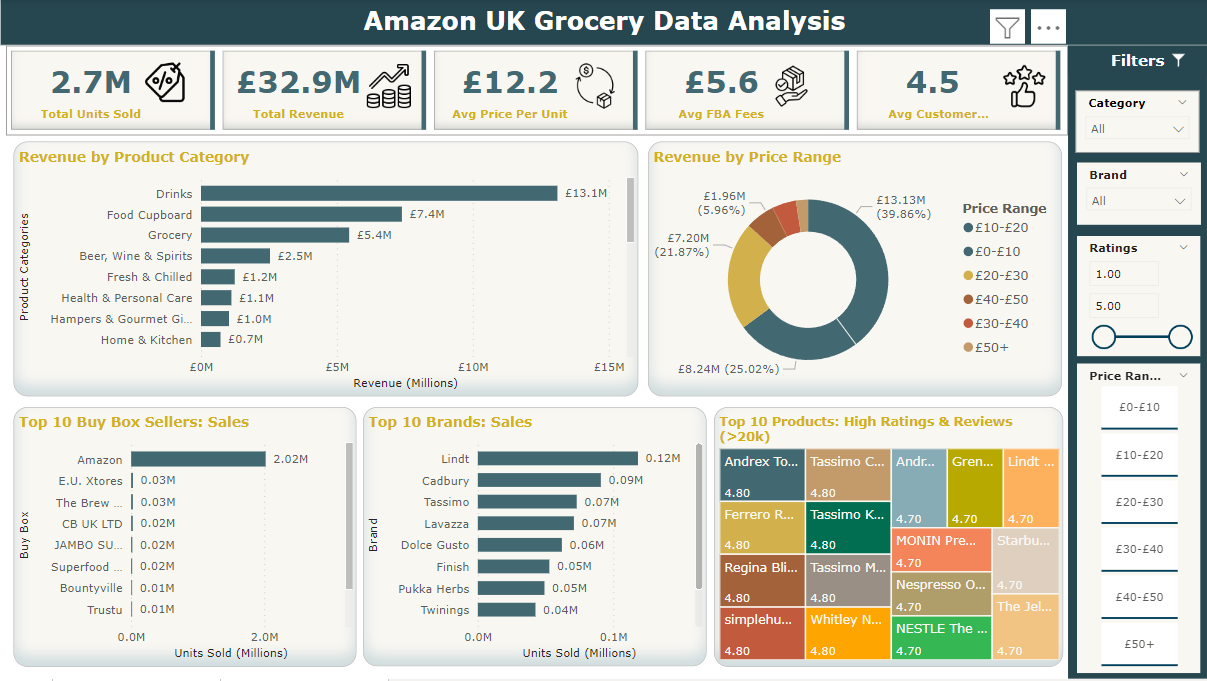 Amazon UK Grocery Data Analysis
2.7M
Total Units Sold
£32.9M
Total Revenue
£12.2
Avg Price Per Unit
£5.6
Avg FBA Fees
4.5
Avg Customer...
Filters
Category
All
Brand
All
Ratings
1.00
5.00
Price Ran...
£0-£10
£10-£20
£20-£30
£30-£40
£40-£50
£50+
Revenue by Product Category
Product Categories
Drinks £13.1M
Food Cupboard £7.4M
Grocery £5.4M
Beer, Wine & Spirits £2.5M
Fresh & Chilled £1.2M
Health & Personal Care £1.1M
Hampers & Gourmet Gi... £1.0M
Home & Kitchen £0.7M
£0M £5M £10M £15M
Revenue (Millions)
Revenue by Price Range
£1.96M
(5.96%)
£13.13M
(39.86%)
£7.20M
(21.87%)
£8.24M (25.02%)
Price Range
£10-£20
£0-£10
£20-£30
£40-£50
£30-£40
£50+
Top 10 Buy Box Sellers: Sales
Buy Box
Amazon 2.02M
E.U. Xtores 0.03M
The Brew ... 0.03M
CB UK LTD 0.02M
JAMBO SU... 0.02M
Superfood ... 0.02M
Bountyville 0.01M
Trustu 0.01M
0.0M 2.0M
Units Sold (Millions)
Top 10 Brands: Sales
Brand
Lindt 0.12M
Cadbury 0.09M
Tassimo 0.07M
Lavazza 0.07M
Dolce Gusto 0.06M
Finish 0.05M
Pukka Herbs 0.05M
Twinings 0.04M
0.0M 0.1M
Units Sold (Millions)
Top 10 Products: High Ratings & Reviews
(>20k)
Andrex To...
4.80
Ferrero R...
4.80
Regina Bli...
4.80
simplehu...
4.80
Tassimo C...
4.80
Tassimo K...
4.80
Tassimo M...
4.80
Whitley N...
4.80
Andr...
4.70
Gren...
4.70
Lindt ...
4.70
MONIN Pre...
4.70
Nespresso O...
4.70
NESTLE The ...
4.70
Starbu...
4.70
The Jel...
4.70